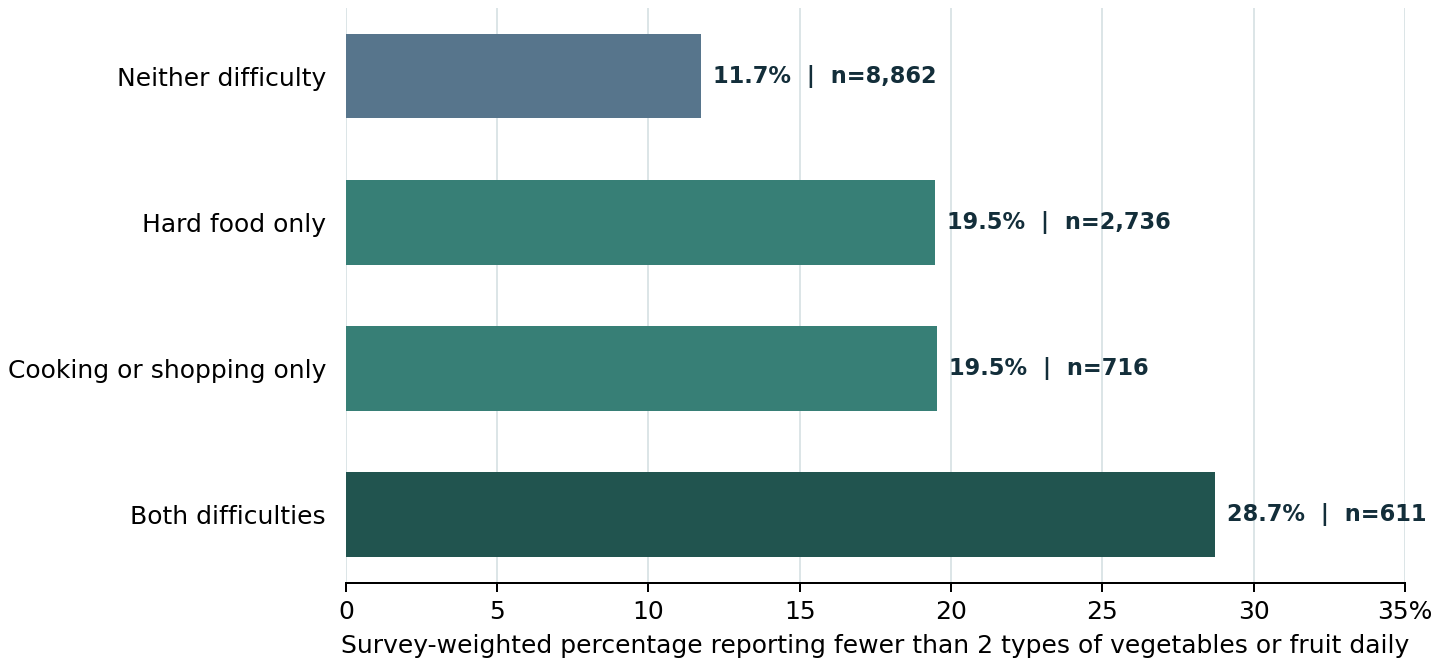 Neither difficulty 11.7% | n=8,862
Hard food only 19.5% | n=2,736
Cooking or shopping only 19.5% | n=716
Both difficulties 28.7% | n=611
0 5 10 15 20 25 30 35%
Survey-weighted percentage reporting fewer than 2 types of vegetables or fruit daily